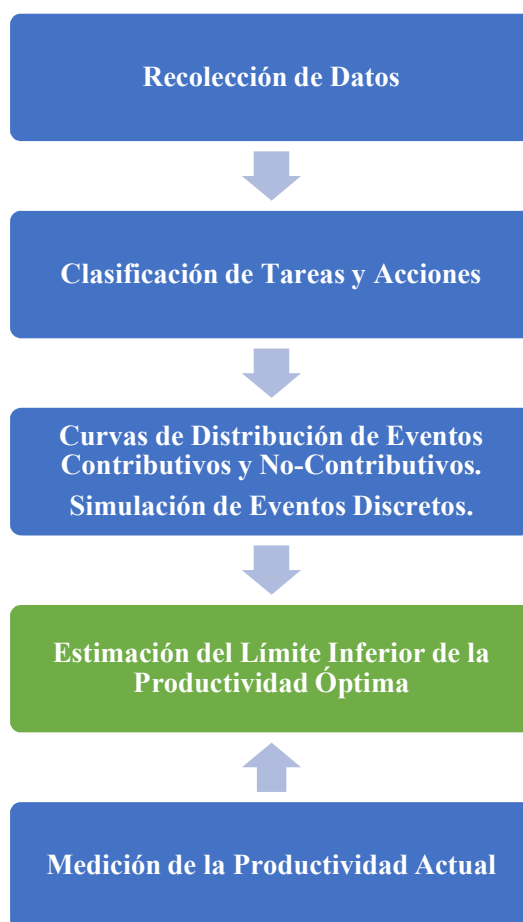 Recolección de Datos
Clasificación de Tareas y Acciones
Curvas de Distribución de Eventos
Contributivos y No-Contributivos.
Simulación de Eventos Discretos.
Estimación del Límite Inferior de la
Productividad Óptima
Medición de la Productividad Actual